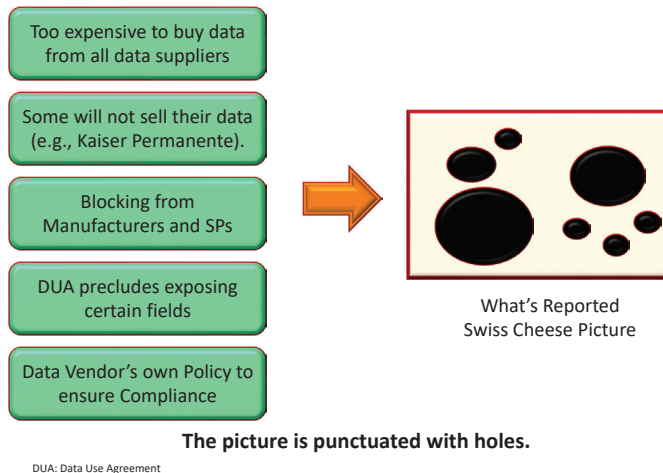 Too expensive to buy data
from all data suppliers
Some will not sell their data
(e.g., Kaiser Permanente).
Blocking from
Manufacturers and SPs
DUA precludes exposing
certain fields
Data Vendor’s own Policy to
ensure Compliance
What’s Reported
Swiss Cheese Picture
The picture is punctuated with holes.
DUA: Data Use Agreement